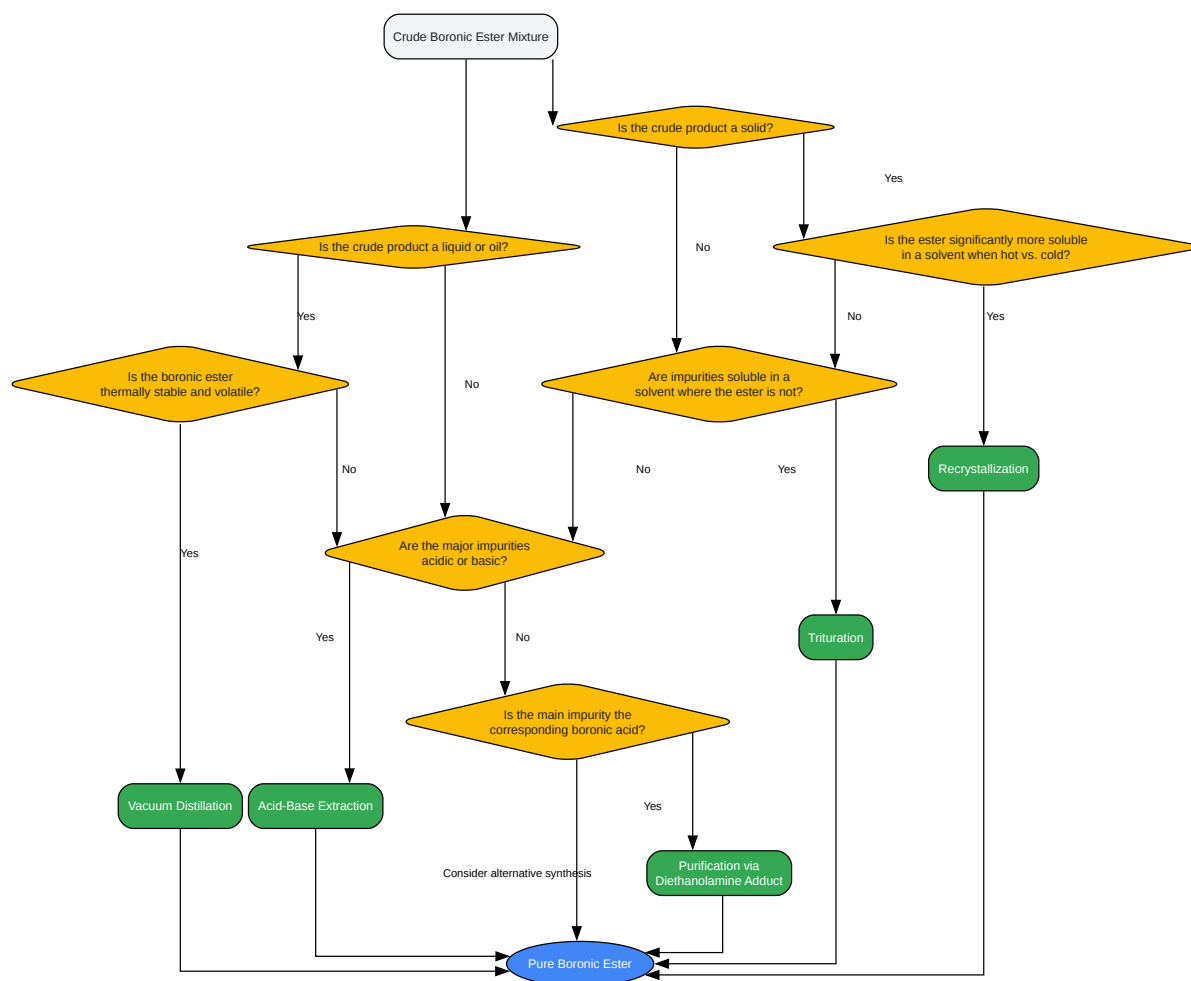 Crude Boronic Ester Mixture
Is the crude product a solid?
Yes
Is the crude product a liquid or oil?
No
Is the ester significantly more soluble
in a solvent when hot vs. cold?
Yes
No
Yes
Is the boronic ester
thermally stable and volatile?
No
Are impurities soluble in a
solvent where the ester is not?
No
No
Yes
Recrystallization
Yes
Are the major impurities
acidic or basic?
Yes
No
Trituration
Is the main impurity the
corresponding boronic acid?
Vacuum Distillation
Acid-Base Extraction
Yes
Consider alternative synthesis
Purification via
Diethanolamine Adduct
Pure Boronic Ester